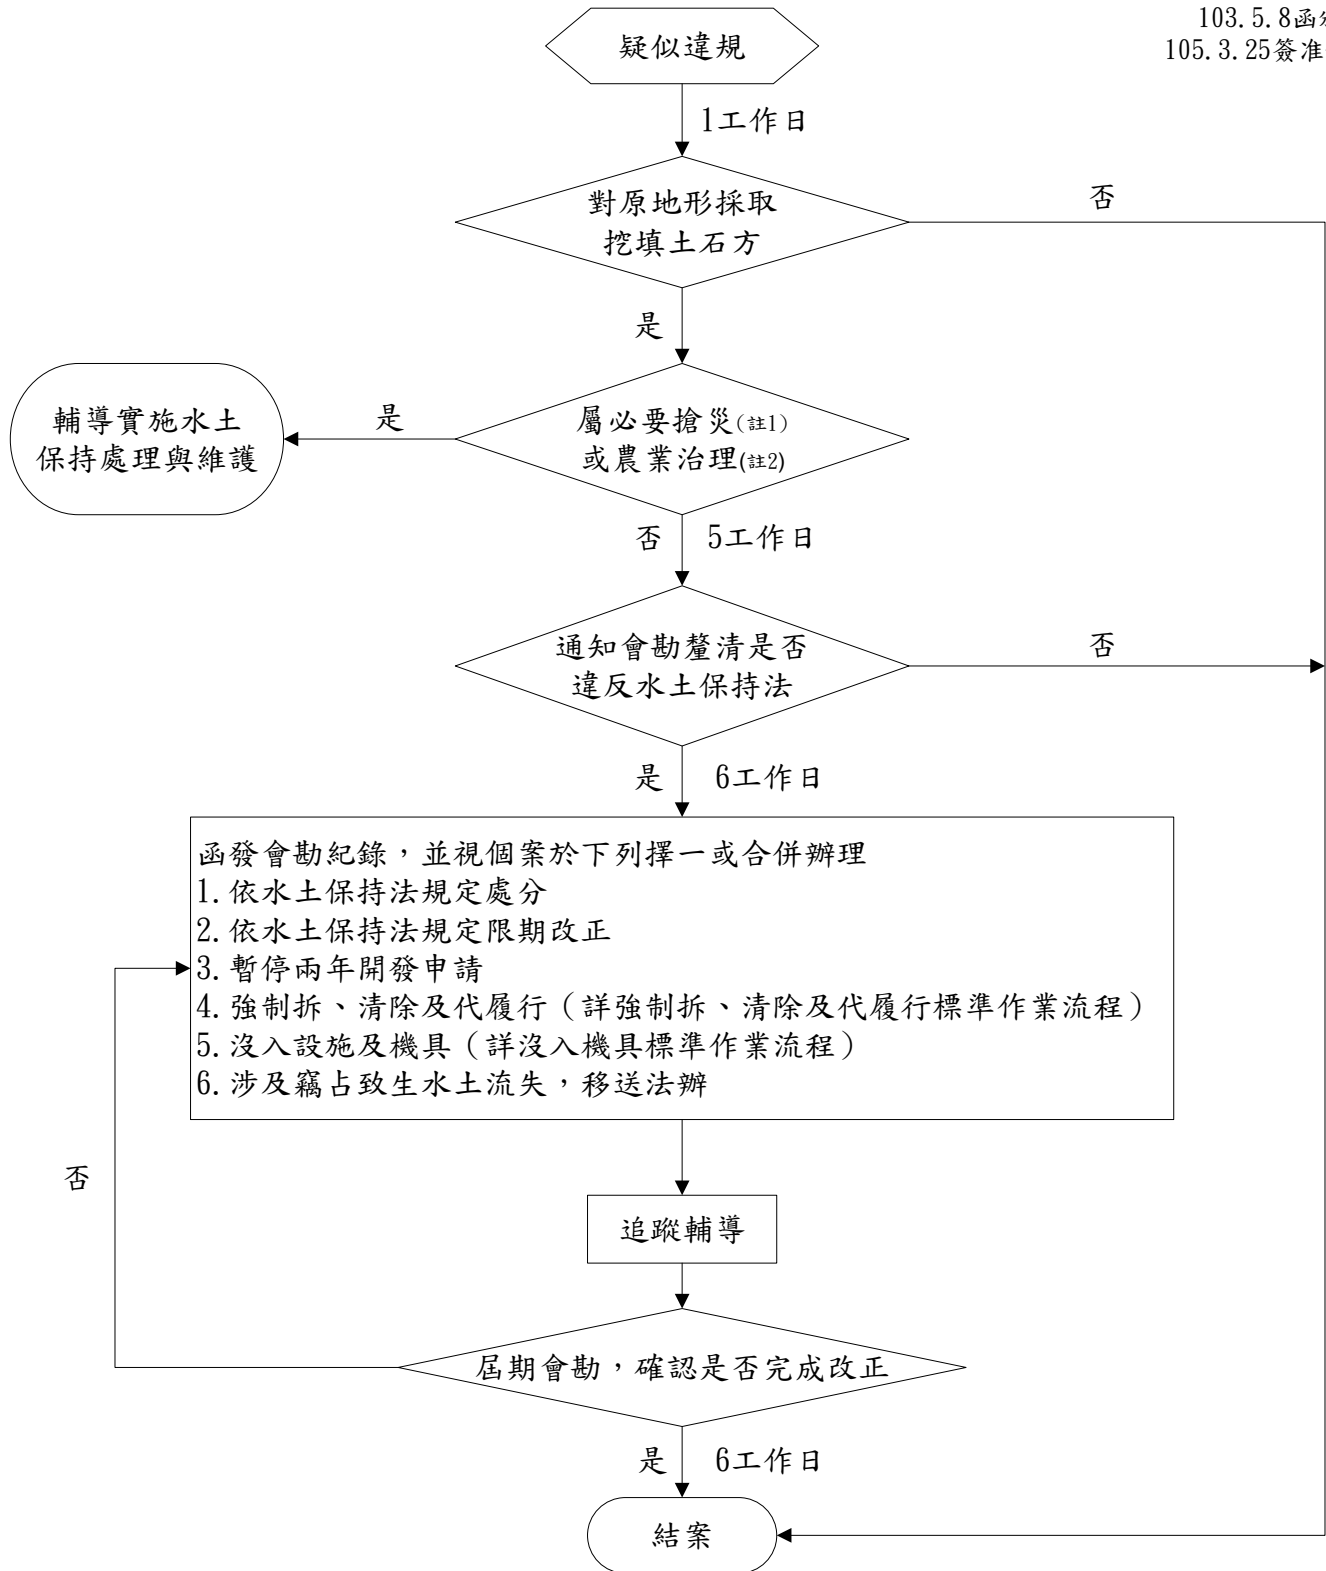 103.5.8函
105.3.25簽准
疑似違規
1工作日
對原地形採取
挖填土石方
否
是
屬必要搶災(註1)
或農業治理(註2)
是
輔導實施水土
保持處理與維護
否 5工作日
通知會勘釐清是否
違反水土保持法
否
是 6工作日
函發會勘紀錄，並視個案於下列擇一或合併辦理
1.依水土保持法規定處分
2.依水土保持法規定限期改正
3.暫停兩年開發申請
4.強制拆、清除及代履行（詳強制拆、清除及代履行標準作業流程）
5.沒入設施及機具（詳沒入機具標準作業流程）
6.涉及竊占致生水土流失，移送法辦
否
追蹤輔導
屆期會勘，確認是否完成改正
是 6工作日
結案